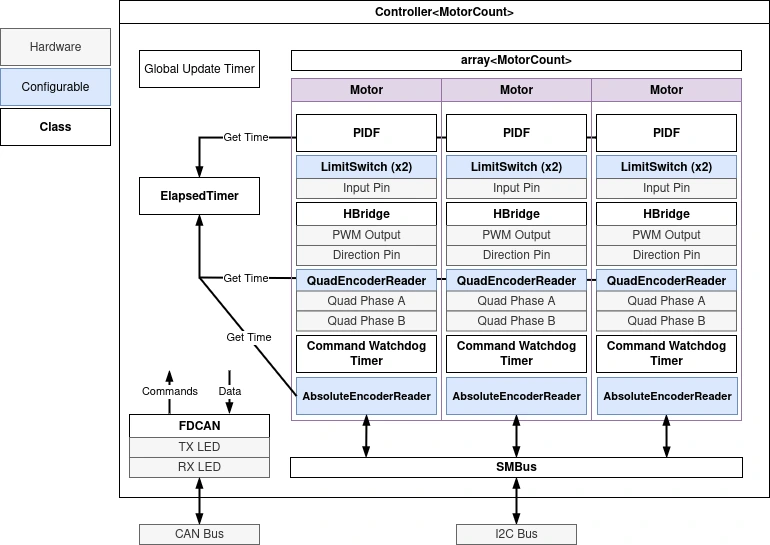 Controller<MotorCount>
Hardware
Configurable
Class
Global Update Timer
array<MotorCount>
Motor
Motor
Motor
Get Time
PIDF
PIDF
PIDF
LimitSwitch (x2)
LimitSwitch (x2)
LimitSwitch (x2)
Input Pin
Input Pin
Input Pin
ElapsedTimer
HBridge
HBridge
HBridge
PWM Output
PWM Output
PWM Output
Direction Pin
Direction Pin
Direction Pin
Get Time
QuadEncoderReader
QuadEncoderReader
QuadEncoderReader
Quad Phase A
Quad Phase A
Quad Phase A
Quad Phase B
Quad Phase B
Quad Phase B
Get Time
Command Watchdog
Timer
Command Watchdog
Timer
Command Watchdog
Timer
Commands
Data
AbsoluteEncoderReader
AbsoluteEncoderReader
AbsoluteEncoderReader
FDCAN
TX LED
RX LED
SMBus
CAN Bus
I2C Bus